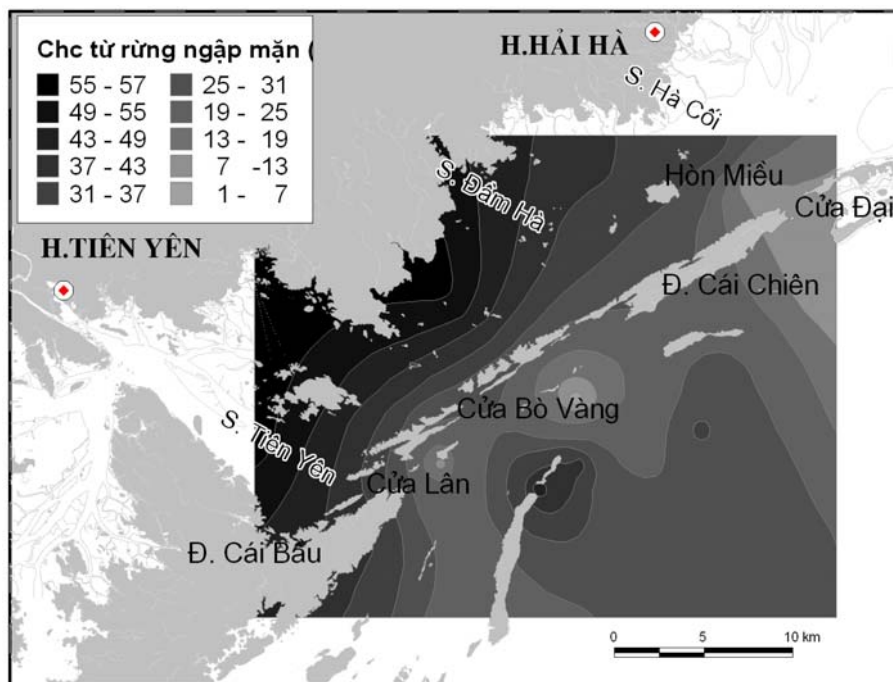 Chc từ rừng ngập mặn (
55 - 57
49 - 55
43 - 49
37 - 43
31 - 37
25 - 31
19 - 25
13 - 19
7 -13
1 - 7
H.HẢI HÀ
S. Hà Cối
S. Đầm Hà
Hòn Miều
Cửa Đại
H.TIÊN YÊN
Đ. Cái Chiên
Cửa Bò Vàng
S. Tiên Yên
Cửa Lân
Đ. Cái Bầu
0 5 10 km